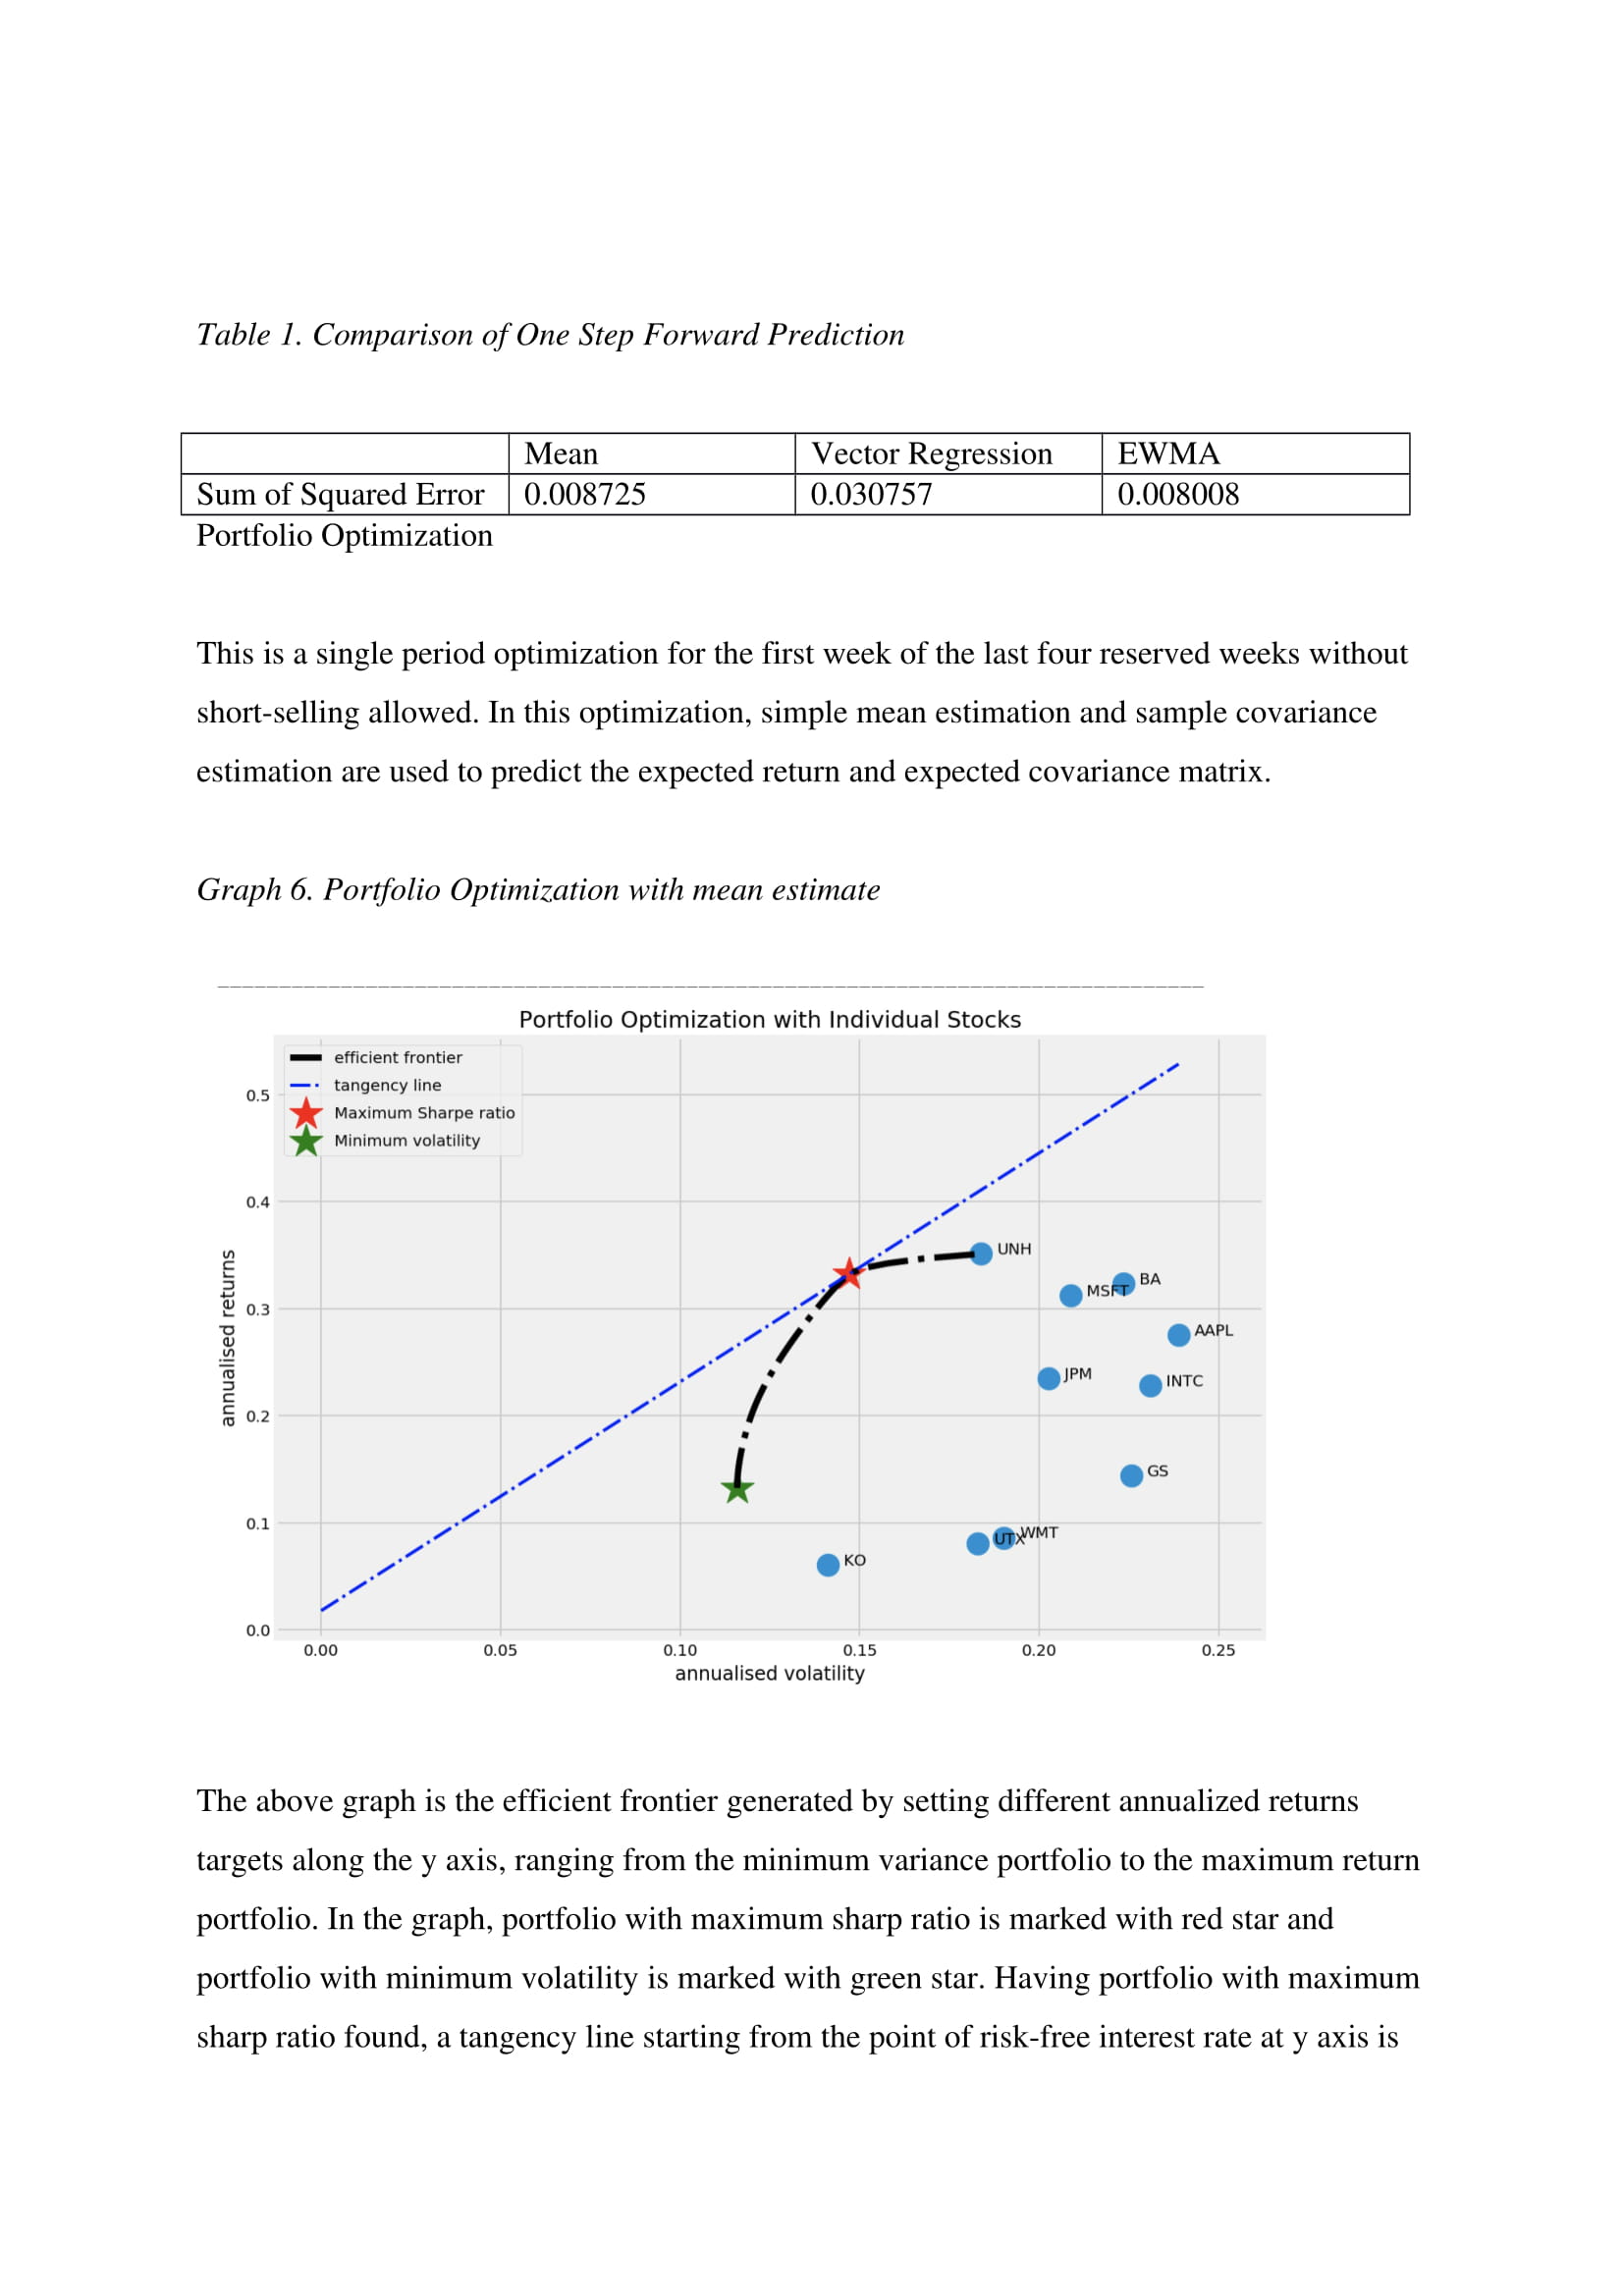 Table 1. Comparison of One Step Forward Prediction
Mean Vector Regression EWMA
Sum of Squared Error 0.008725 0.030757 0.008008
Portfolio Optimization
This is a single period optimization for the first week of the last four reserved weeks without
short-selling allowed. In this optimization, simple mean estimation and sample covariance
estimation are used to predict the expected return and expected covariance matrix.
Graph 6. Portfolio Optimization with mean estimate
Portfolio Optimization with Individual Stocks
efficient frontier
tangency line
Maximum Sharpe ratio
Minimum volatility
0.5
0.4
0.3
0.2
0.1
0.0
annualised returns
UNH
BA
MSFT
AAPL
JPM
INTC
GS
WMT
UTX
KO
0.00 0.05 0.10 0.15 0.20 0.25
annualised volatility
The above graph is the efficient frontier generated by setting different annualized returns
targets along the y axis, ranging from the minimum variance portfolio to the maximum return
portfolio. In the graph, portfolio with maximum sharp ratio is marked with red star and
portfolio with minimum volatility is marked with green star. Having portfolio with maximum
sharp ratio found, a tangency line starting from the point of risk-free interest rate at y axis is